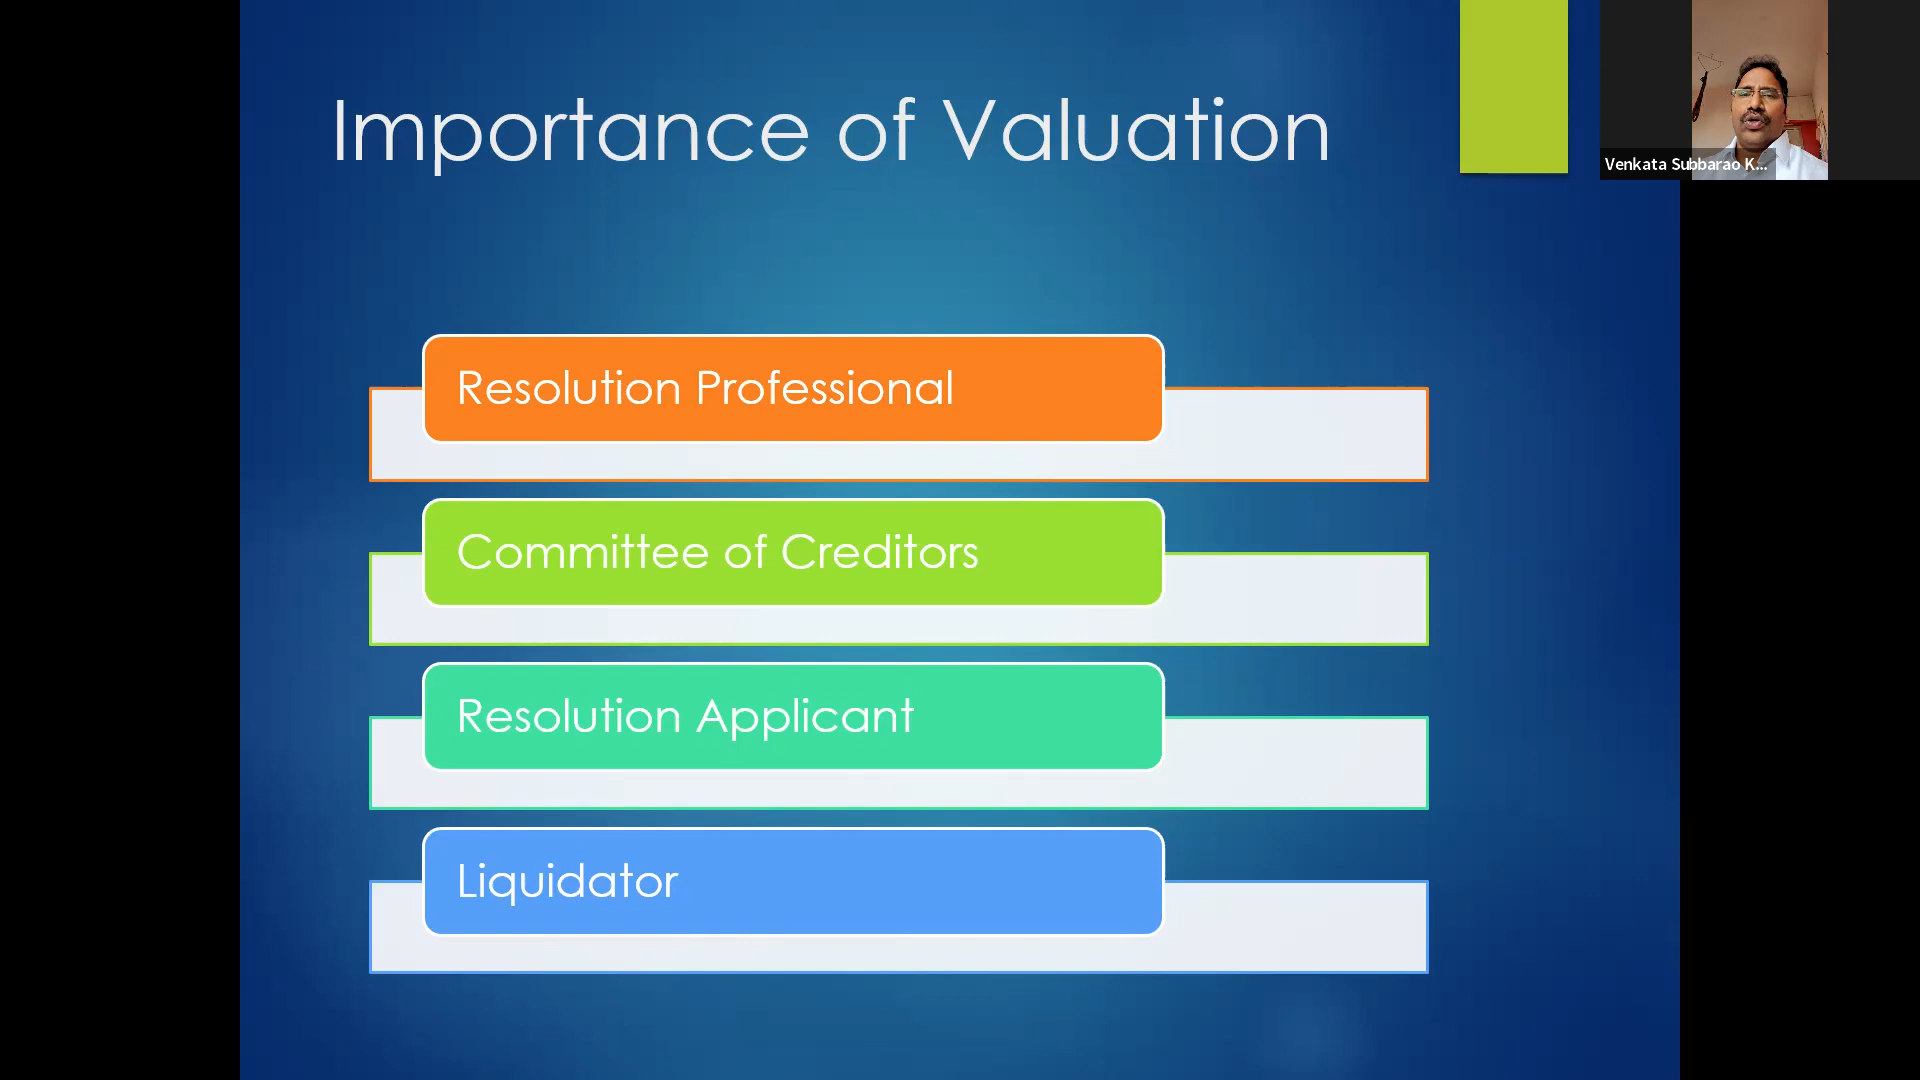 Importance of Valuation
Venkata Subbarao K...
Resolution Professional
Committee of Creditors
Resolution Applicant
Liquidator